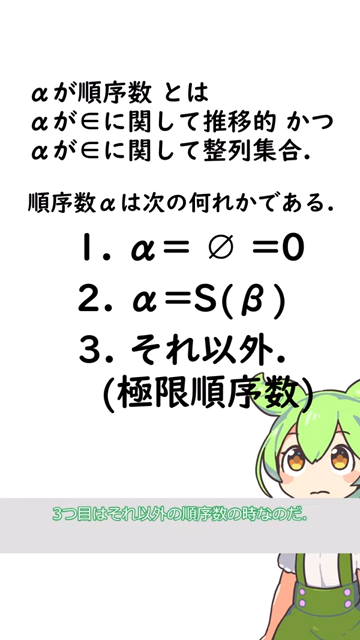 αが順序数 とは
αが∈に関して推移的 かつ
αが∈に関して整列集合.
順序数αは次の何れかである.
1. α= ∅ =0
2. α=S(β)
3. それ以外.
(極限順序数)
3つ目はそれ以外の順序数の時なのだ.